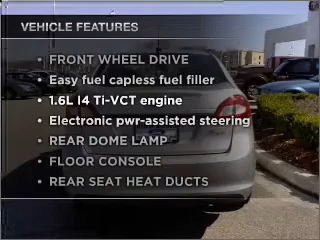 VEHICLE FEATURES
• FRONT WHEEL DRIVE
• Easy fuel capless fuel filler
• 1.6L I4 Ti-VCT engine
• Electronic pwr-assisted steering
• REAR DOME LAMP
• FLOOR CONSOLE
• REAR SEAT HEAT DUCTS